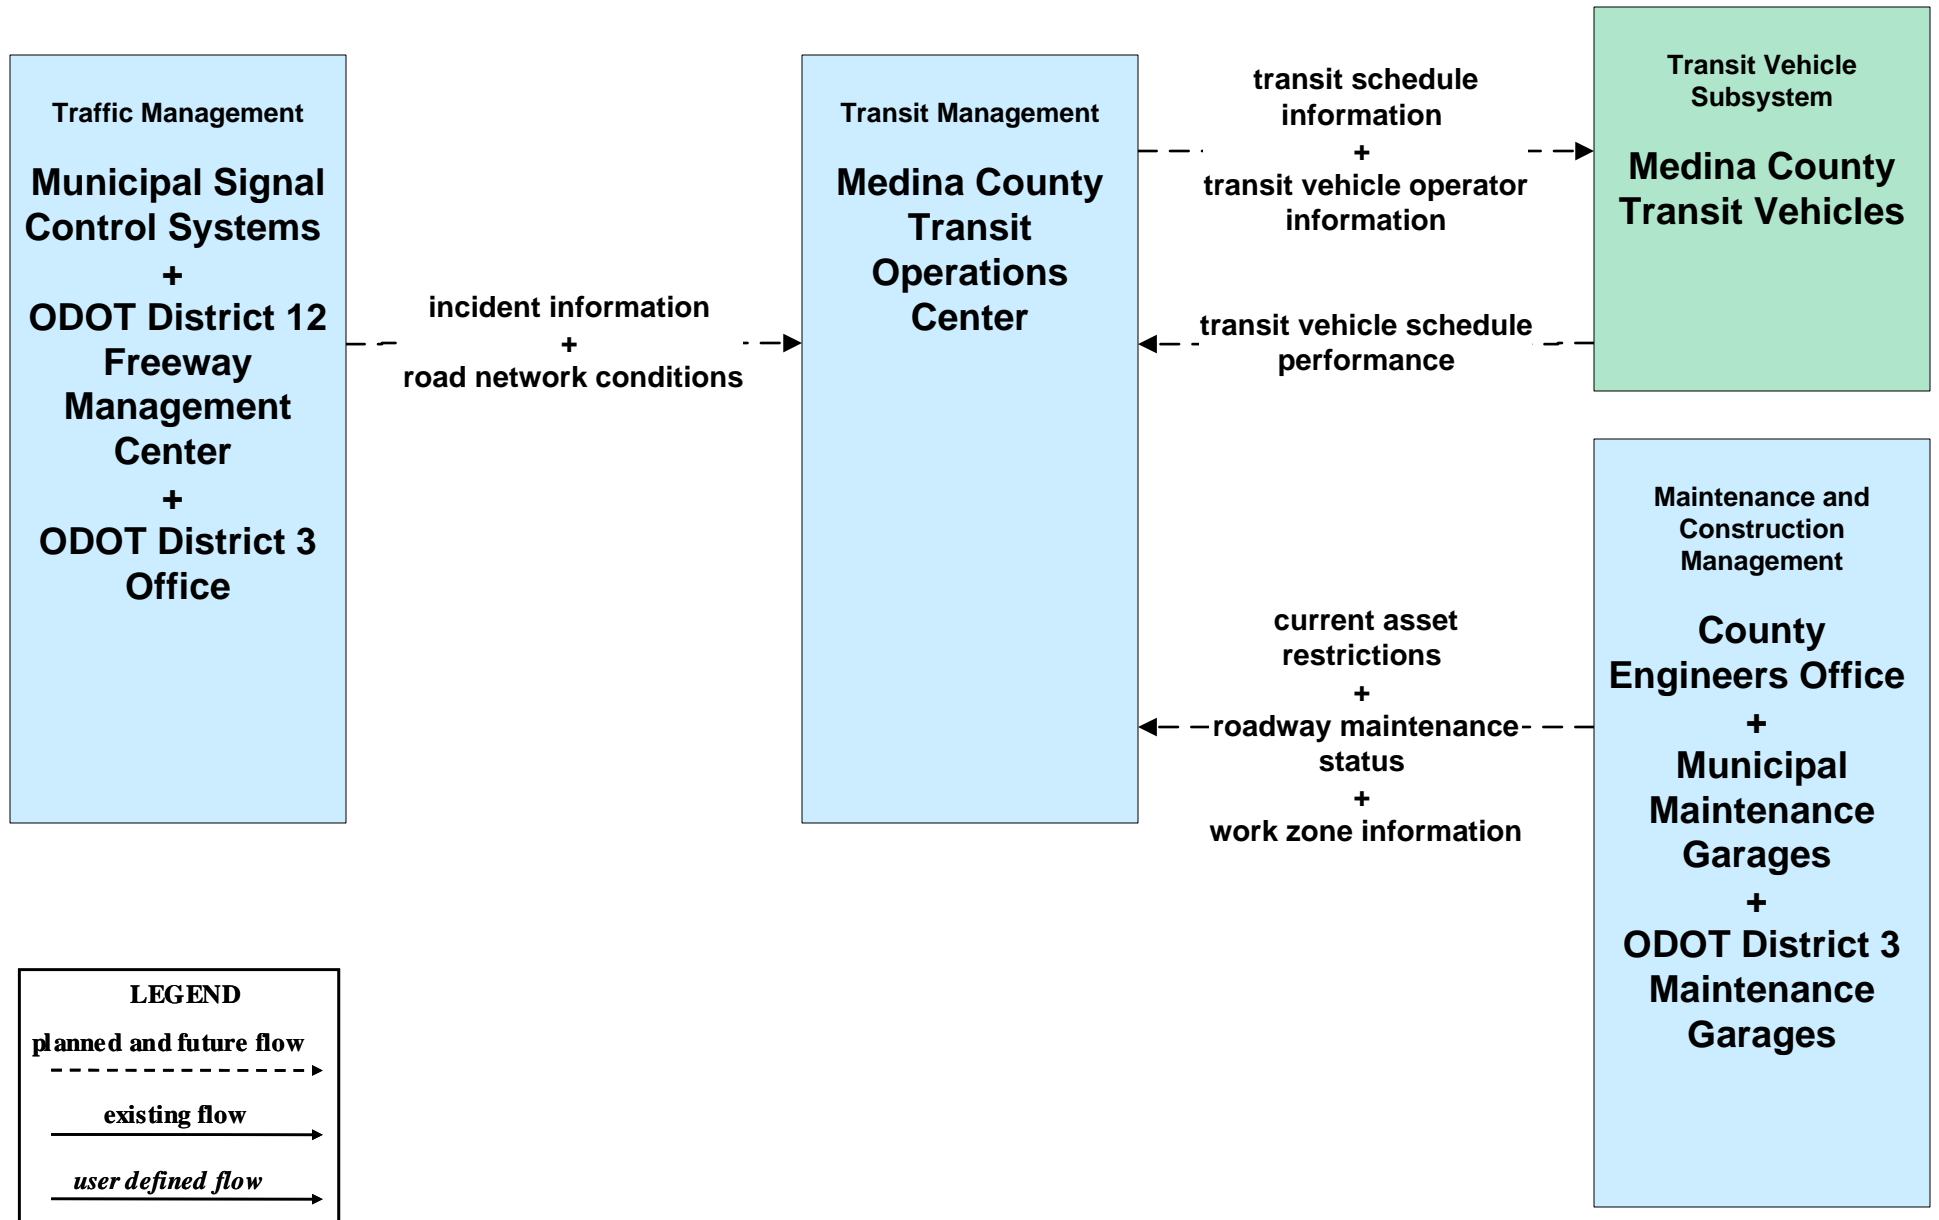 Traffic Management
Municipal Signal
Control Systems
+
ODOT District 12
Freeway
Management
Center
+
ODOT District 3
Office
incident information
+
road network conditions
Transit Management
Medina County
Transit
Operations
Center
transit schedule
information
+
transit vehicle operator
information
transit vehicle schedule
performance
Transit Vehicle
Subsystem
Medina County
Transit Vehicles
current asset
restrictions
+
roadway maintenance
status
+
work zone information
Maintenance and
Construction
Management
County
Engineers Office
+
Municipal
Maintenance
Garages
+
ODOT District 3
Maintenance
Garages
LEGEND
planned and future flow
existing flow
user defined flow